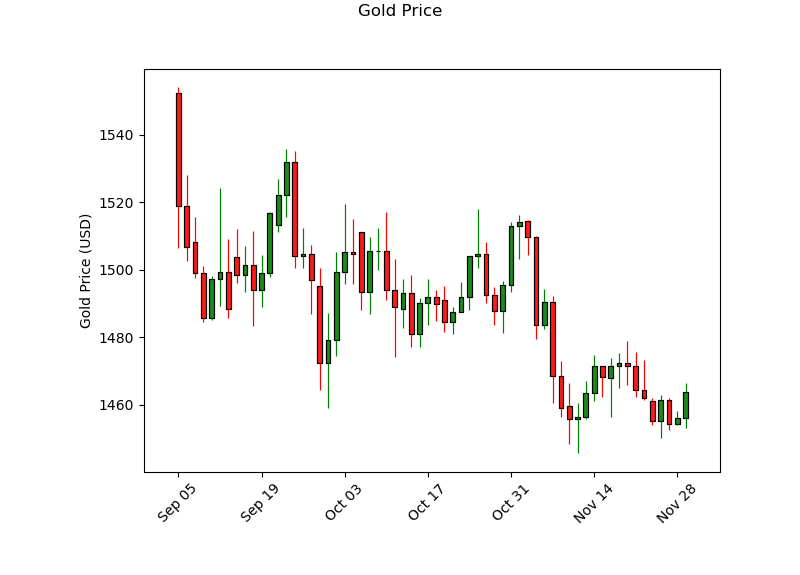 Gold Price
Gold Price (USD)
1540
1520
1500
1480
1460
Sep 05
Sep 19
Oct 03
Oct 17
Oct 31
Nov 14
Nov 28